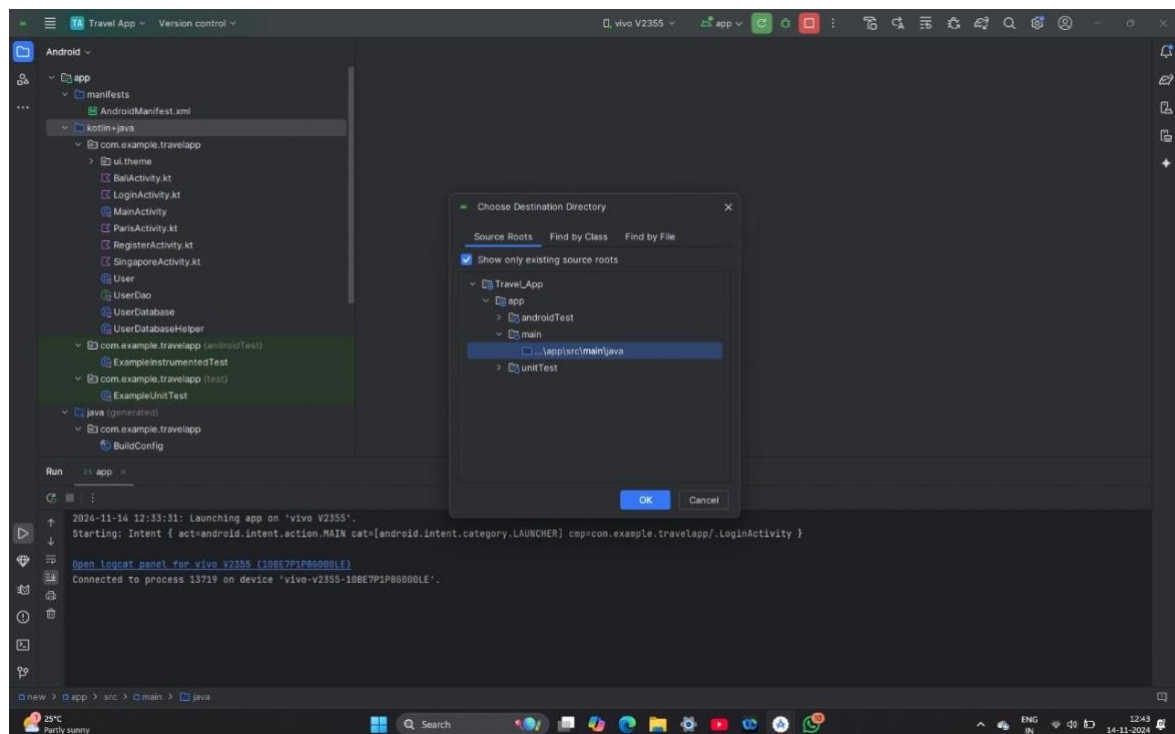 TA Travel App Version control vivo V2355 app
Android
app
manifests
AndroidManifest.xml
kotlin+java
com.example.travelapp
ui.theme
BaliActivity.kt
LoginActivity.kt
MainActivity
ParisActivity.kt
RegisterActivity.kt
SingaporeActivity.kt
User
UserDao
UserDatabase
UserDatabaseHelper
com.example.travelapp (androidTest)
ExampleInstrumentedTest
com.example.travelapp (test)
ExampleUnitTest
java (generated)
com.example.travelapp
BuildConfig
Choose Destination Directory
Source Roots Find by Class Find by File
Show only existing source roots
Travel_App
app
androidTest
main
...\app\src\main\java
unitTest
OK Cancel
Run app
2024-11-14 12:33:31: Launching app on 'vivo V2355'.
Starting: Intent { act=android.intent.action.MAIN cat=[android.intent.category.LAUNCHER] cmp=com.example.travelapp/.LoginActivity }
Open logcat panel for vivo V2355 (10BE7P1P86000LE)
Connected to process 13719 on device 'vivo-v2355-10BE7P1P86000LE'.
new > app > src > main > java
25°C
Partly sunny
Search
ENG
IN
12:43
14-11-2024